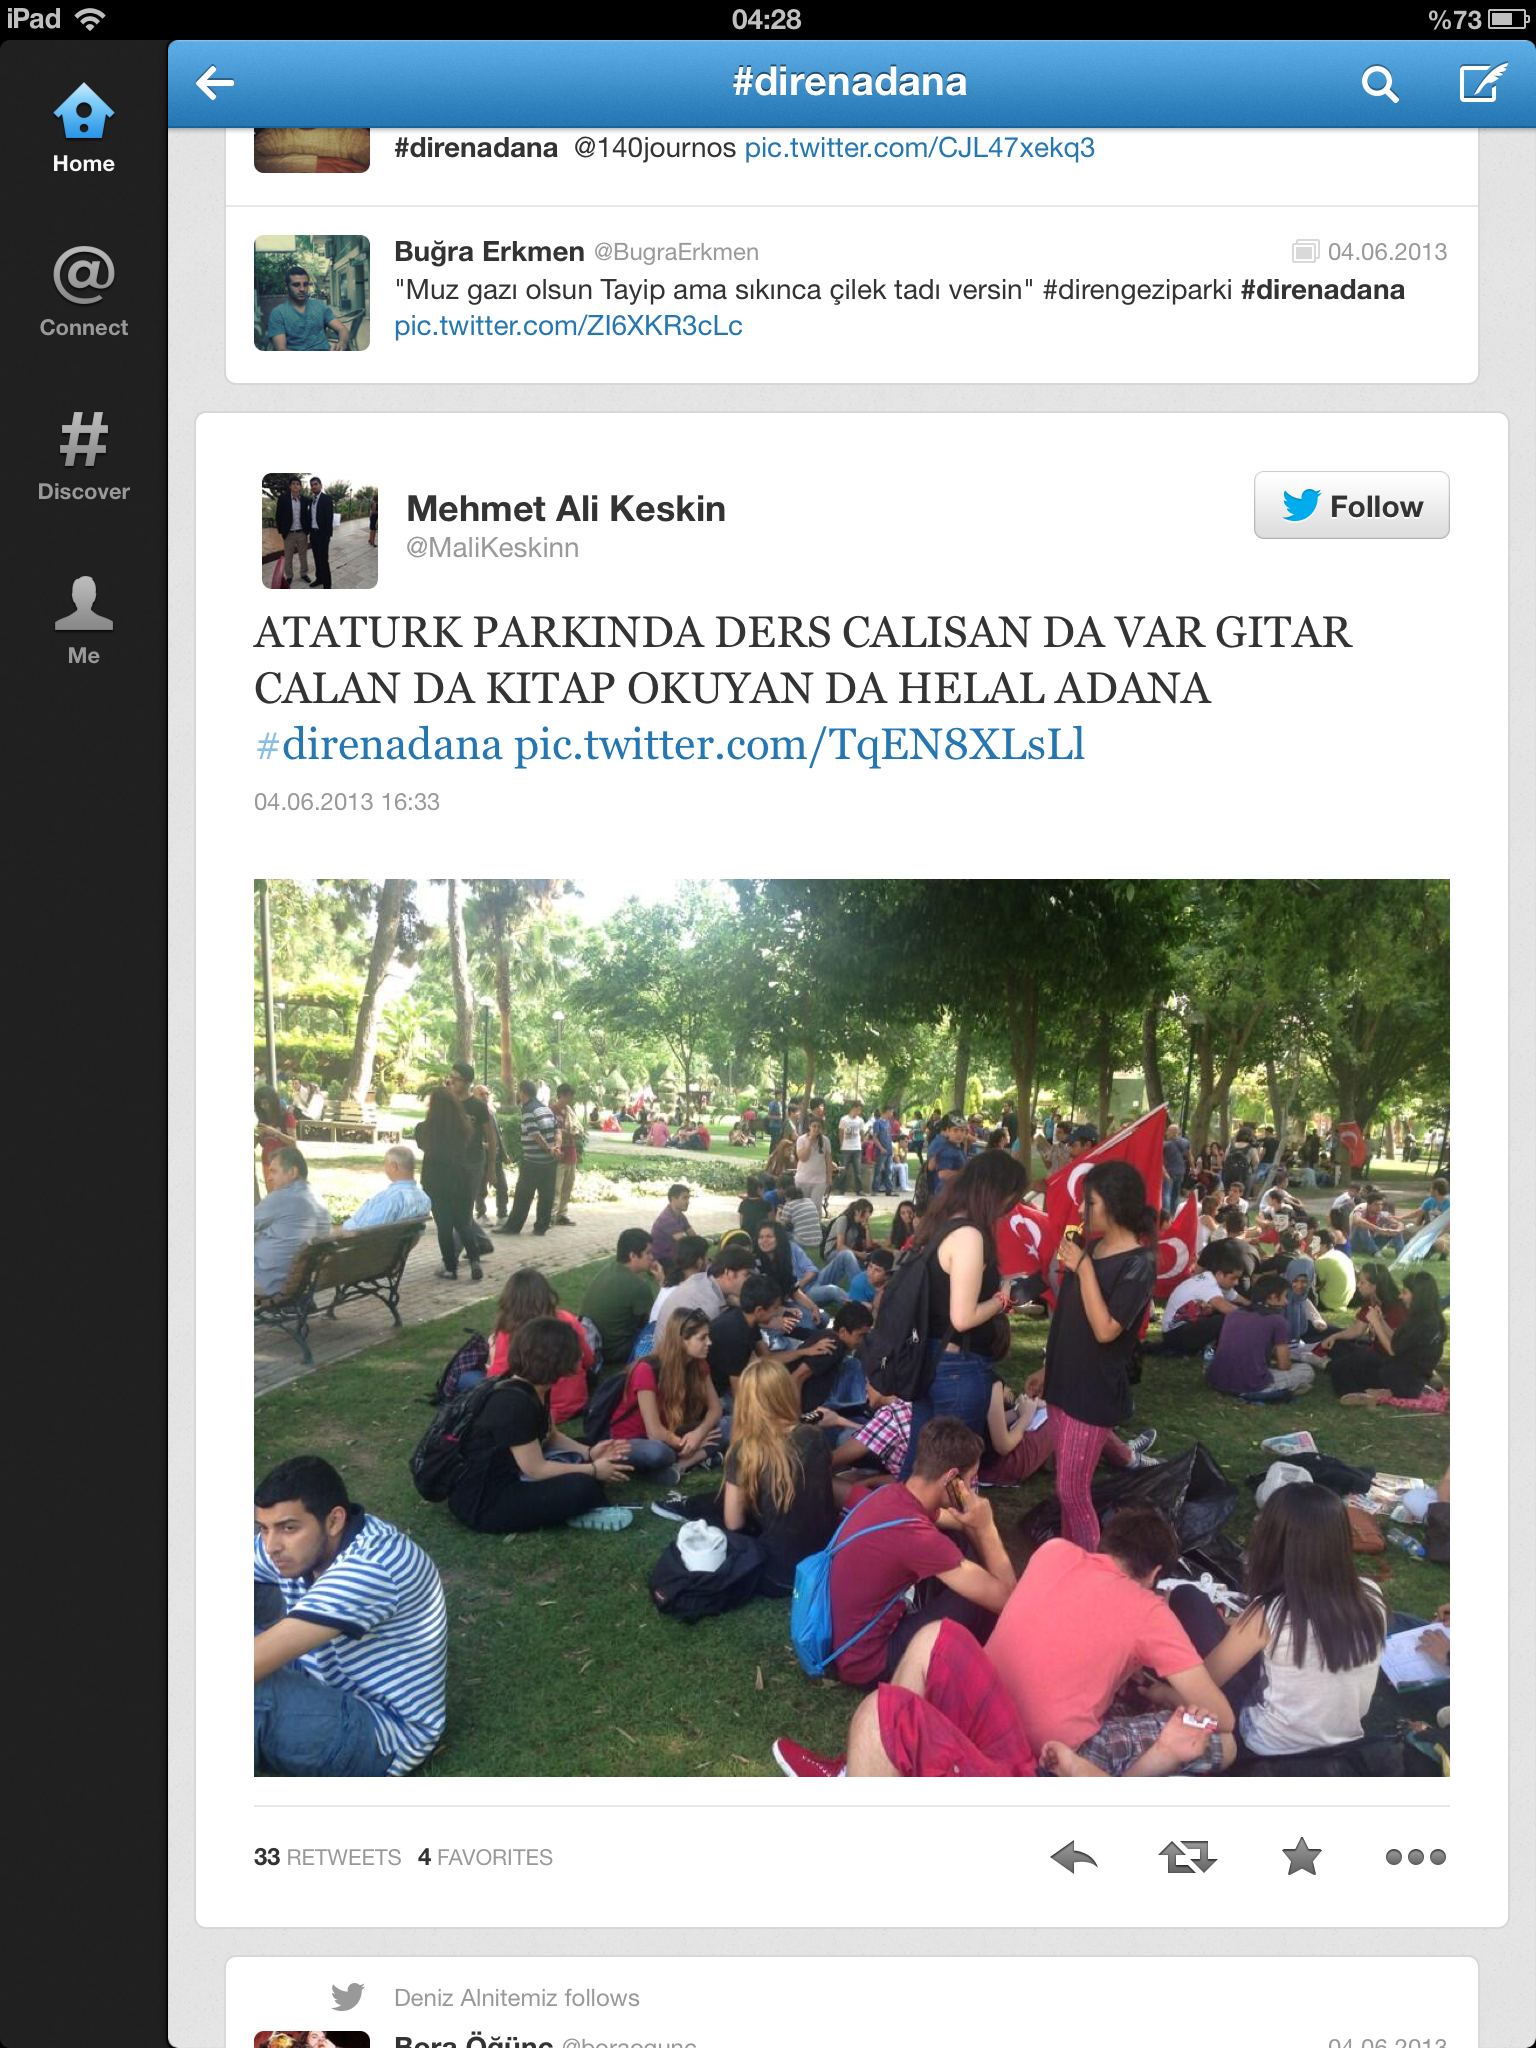 iPad 04:28 %73
#direnadana
Home
Connect
Discover
Me
#direnadana @140journos pic.twitter.com/CJL47xekq3
Buğra Erkmen @BugraErkmen 04.06.2013
"Muz gazı olsun Tayip ama sıkınca çilek tadı versin" #direngeziparki #direnadana
pic.twitter.com/ZI6XKR3cLc
Mehmet Ali Keskin
@MaliKeskinn
Follow
ATATURK PARKINDA DERS CALISAN DA VAR GITAR
CALAN DA KITAP OKUYAN DA HELAL ADANA
#direnadana pic.twitter.com/TqEN8XLsLl
04.06.2013 16:33
33 RETWEETS 4 FAVORITES
Deniz Alnitemiz follows
Bora Öğünç @boraogunc 04.06.2013